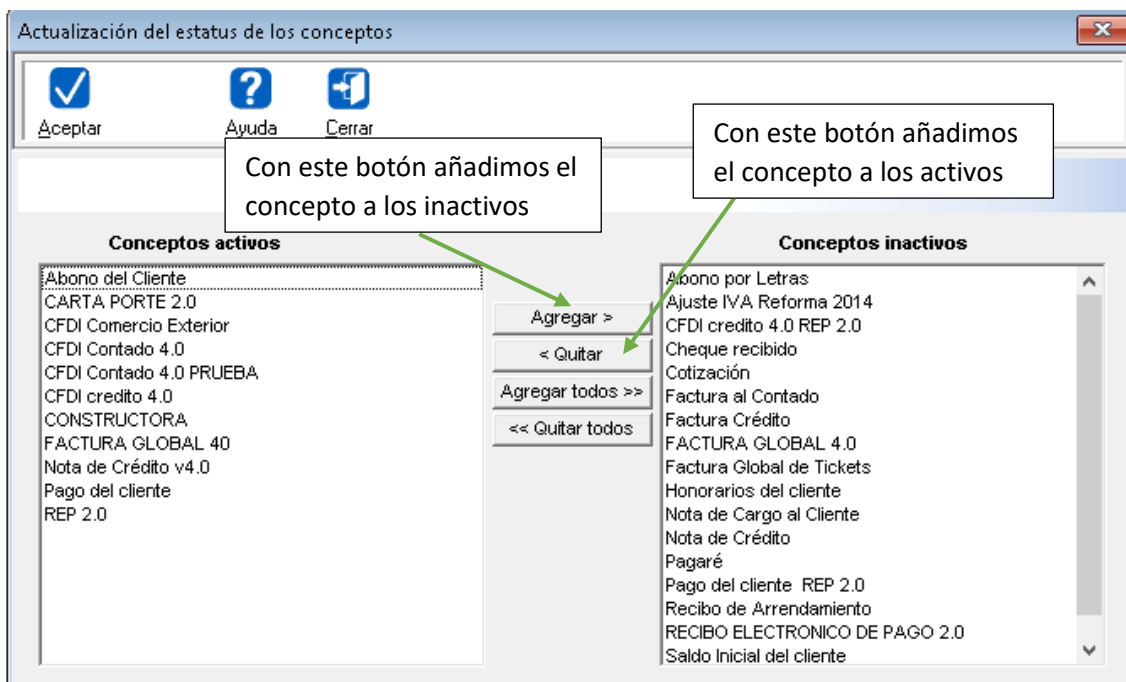 Actualización del estatus de los conceptos
Aceptar
Ayuda
Cerrar
Con este botón añadimos el
concepto a los inactivos
Con este botón añadimos
el concepto a los activos
Conceptos activos
Abono del Cliente
CARTA PORTE 2.0
CFDI Comercio Exterior
CFDI Contado 4.0
CFDI Contado 4.0 PRUEBA
CFDI credito 4.0
CONSTRUCTORA
FACTURA GLOBAL 40
Nota de Crédito v4.0
Pago del cliente
REP 2.0
Agregar >
< Quitar
Agregar todos >>
<< Quitar todos
Conceptos inactivos
Abono por Letras
Ajuste IVA Reforma 2014
CFDI credito 4.0 REP 2.0
Cheque recibido
Cotización
Factura al Contado
Factura Crédito
FACTURA GLOBAL 4.0
Factura Global de Tickets
Honorarios del cliente
Nota de Cargo al Cliente
Nota de Crédito
Pagaré
Pago del cliente  REP 2.0
Recibo de Arrendamiento
RECIBO ELECTRONICO DE PAGO 2.0
Saldo Inicial del cliente